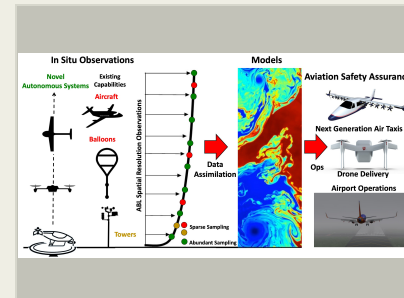 In Situ Observations
Models
Aviation Safety Assurance
Novel
Autonomous Systems
Existing
Capabilities
Aircraft
Balloons
Towers
ABL Spatial Resolution Observations
Sparse Sampling
Abundant Sampling
Data
Assimilation
Ops
Next Generation Air Taxis
Drone Delivery
Airport Operations